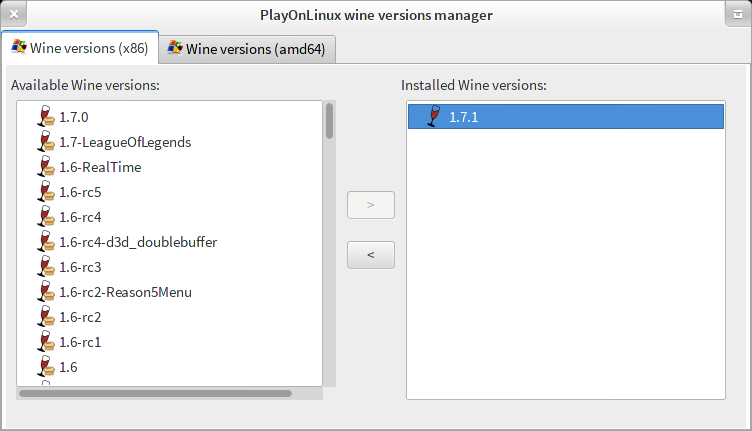 PlayOnLinux wine versions manager
Wine versions (x86)
Wine versions (amd64)
Available Wine versions:
1.7.0
1.7-LeagueOfLegends
1.6-RealTime
1.6-rc5
1.6-rc4
1.6-rc4-d3d_doublebuffer
1.6-rc3
1.6-rc2-Reason5Menu
1.6-rc2
1.6-rc1
1.6
>
<
Installed Wine versions:
1.7.1